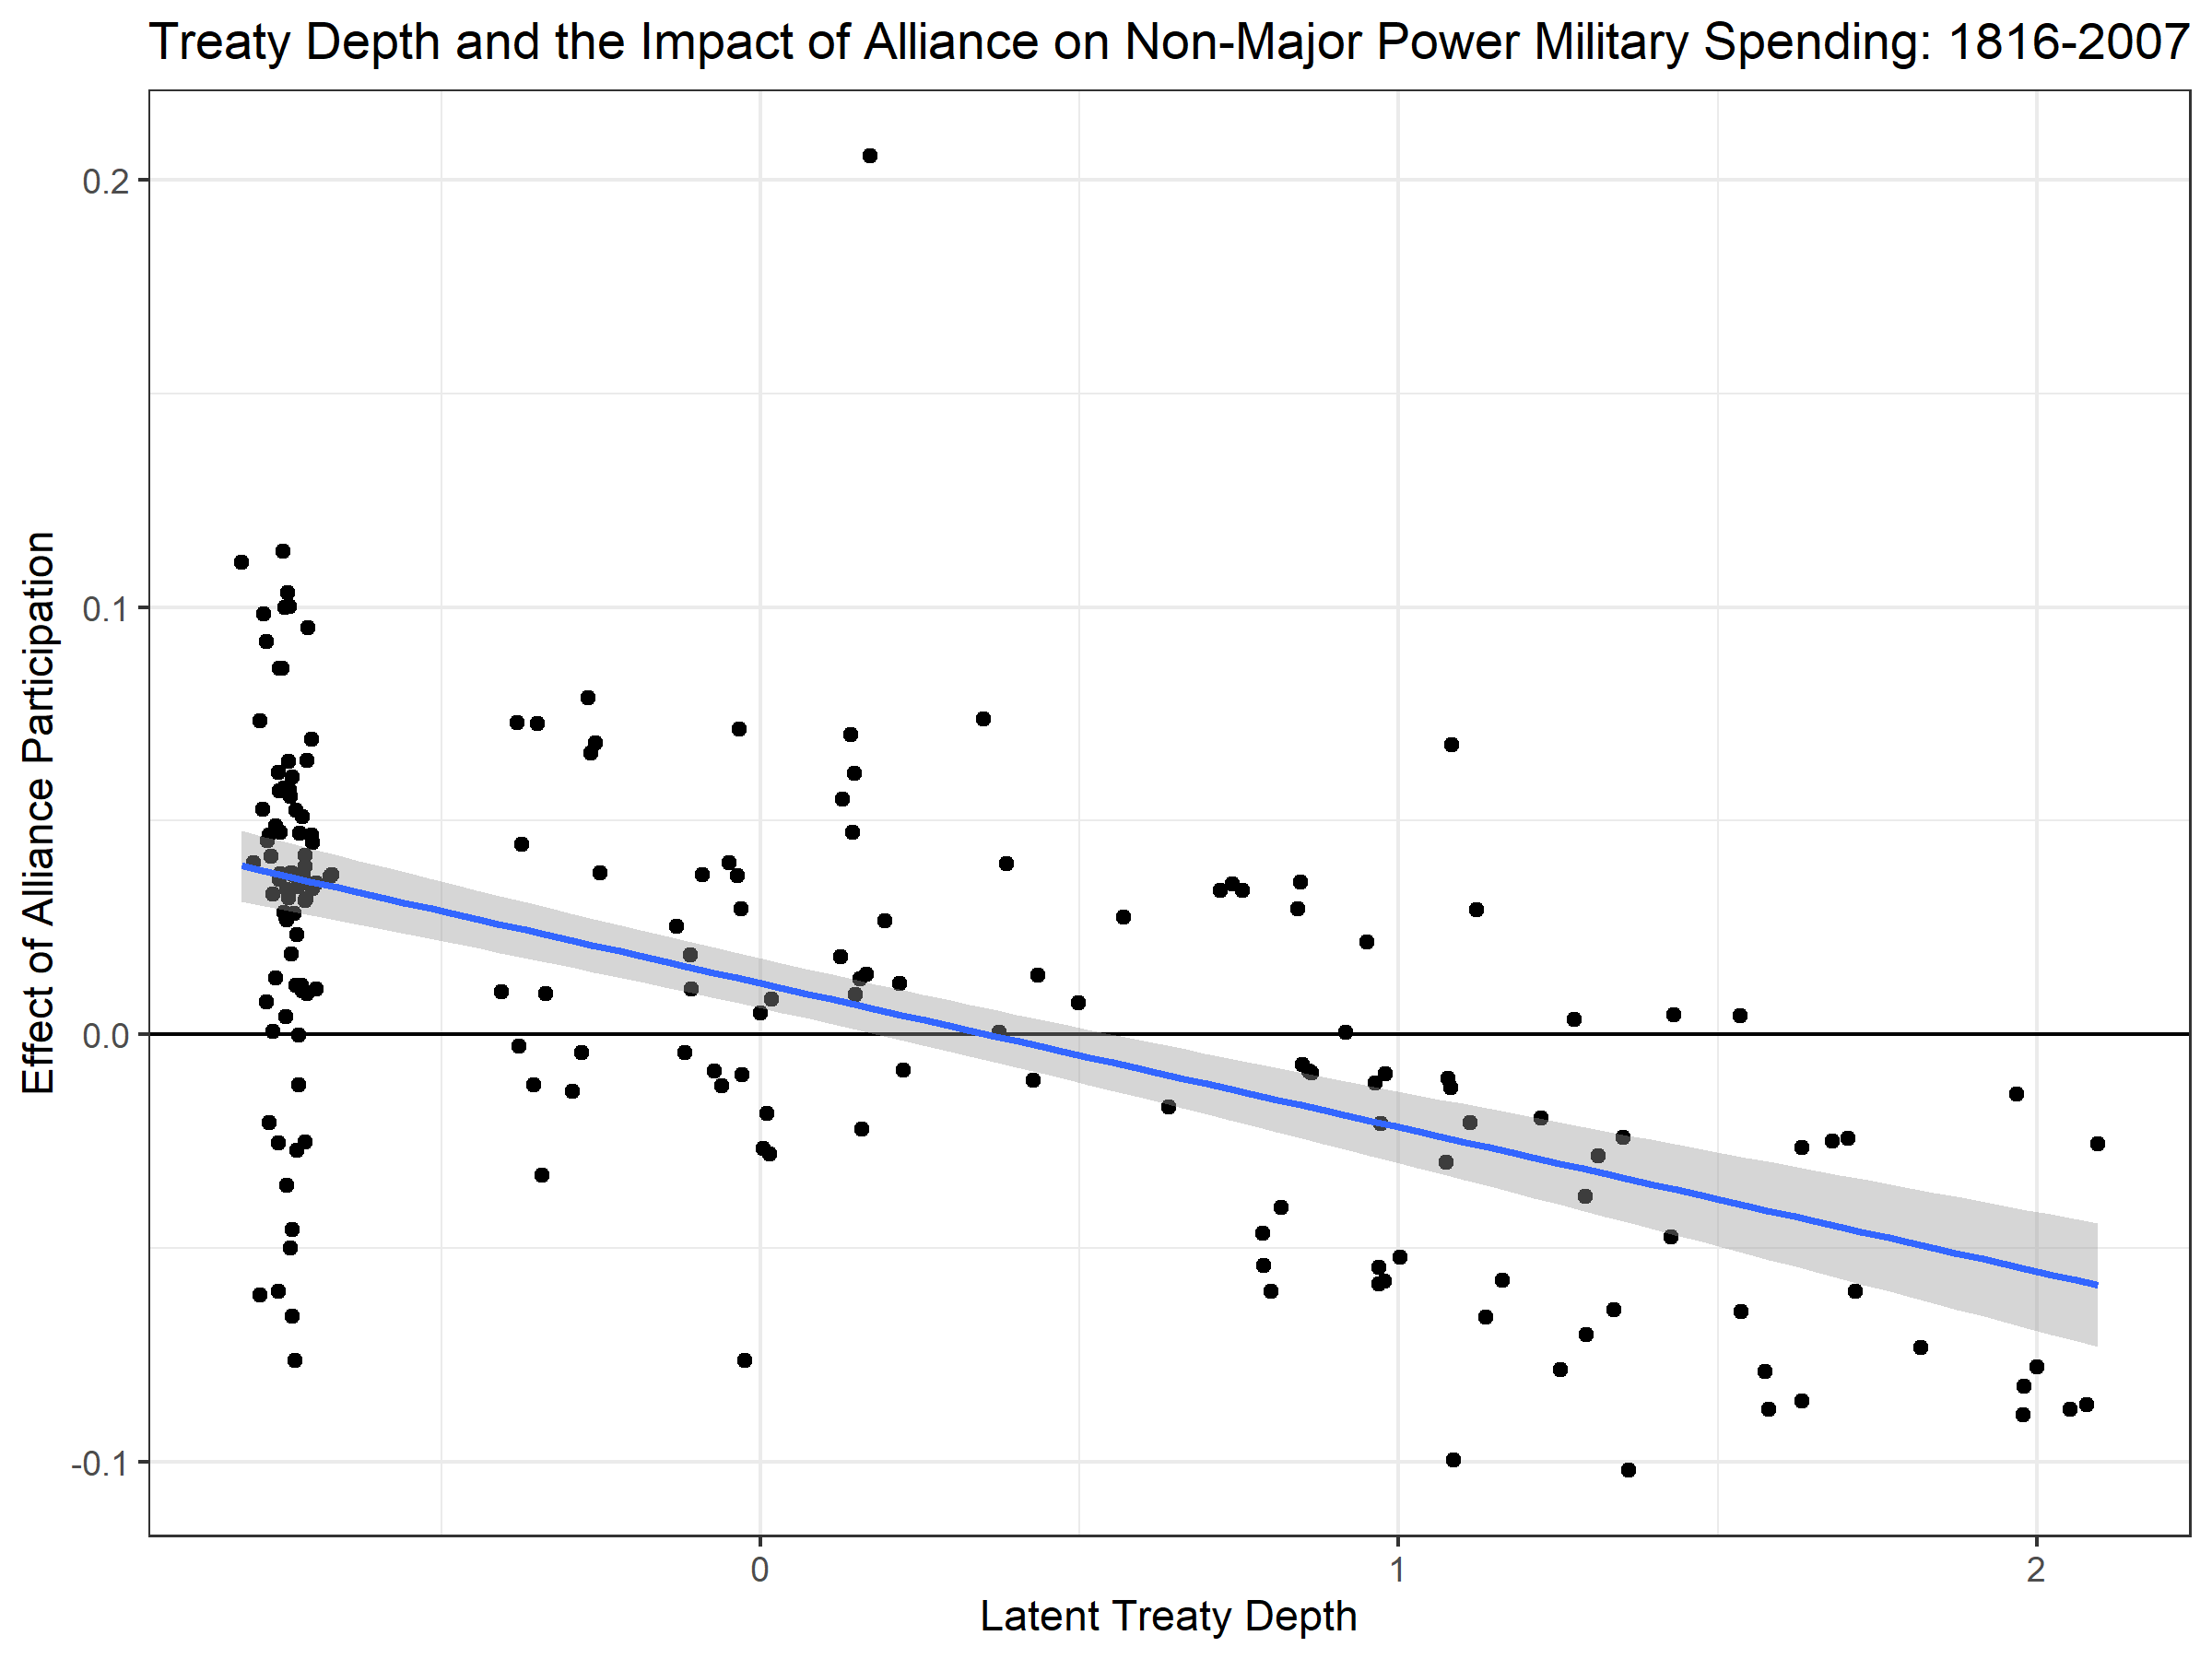 Treaty Depth and the Impact of Alliance on Non-Major Power Military Spending: 1816-2007
Effect of Alliance Participation
0.2
0.1
0.0
-0.1
0
1
2
Latent Treaty Depth